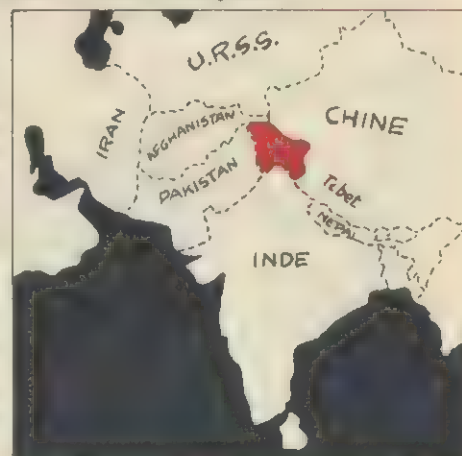 U.R.S.S.
IRAN
AFGHANISTAN
CHINE
PAKISTAN
Tibet
NEPAL
INDE